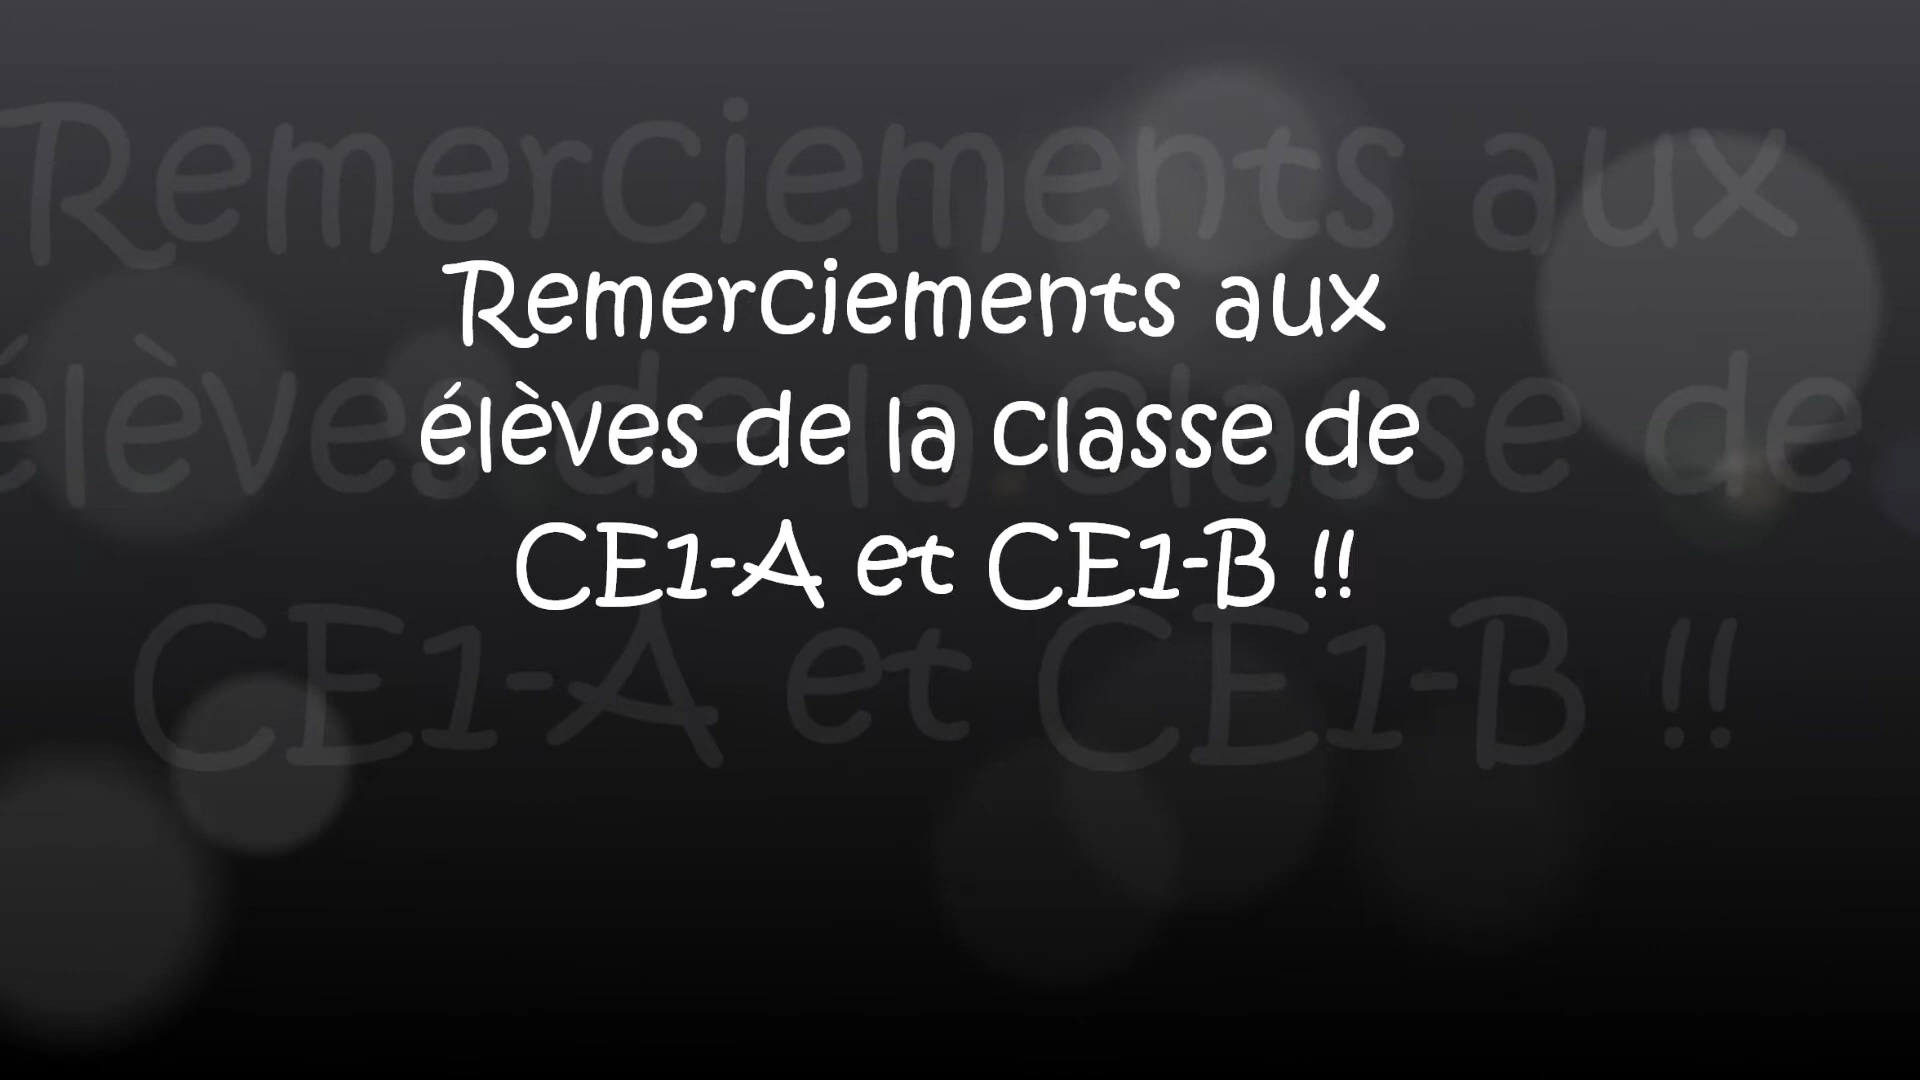 Remerciements aux
élèves de la classe de
CE1-A et CE1-B !!